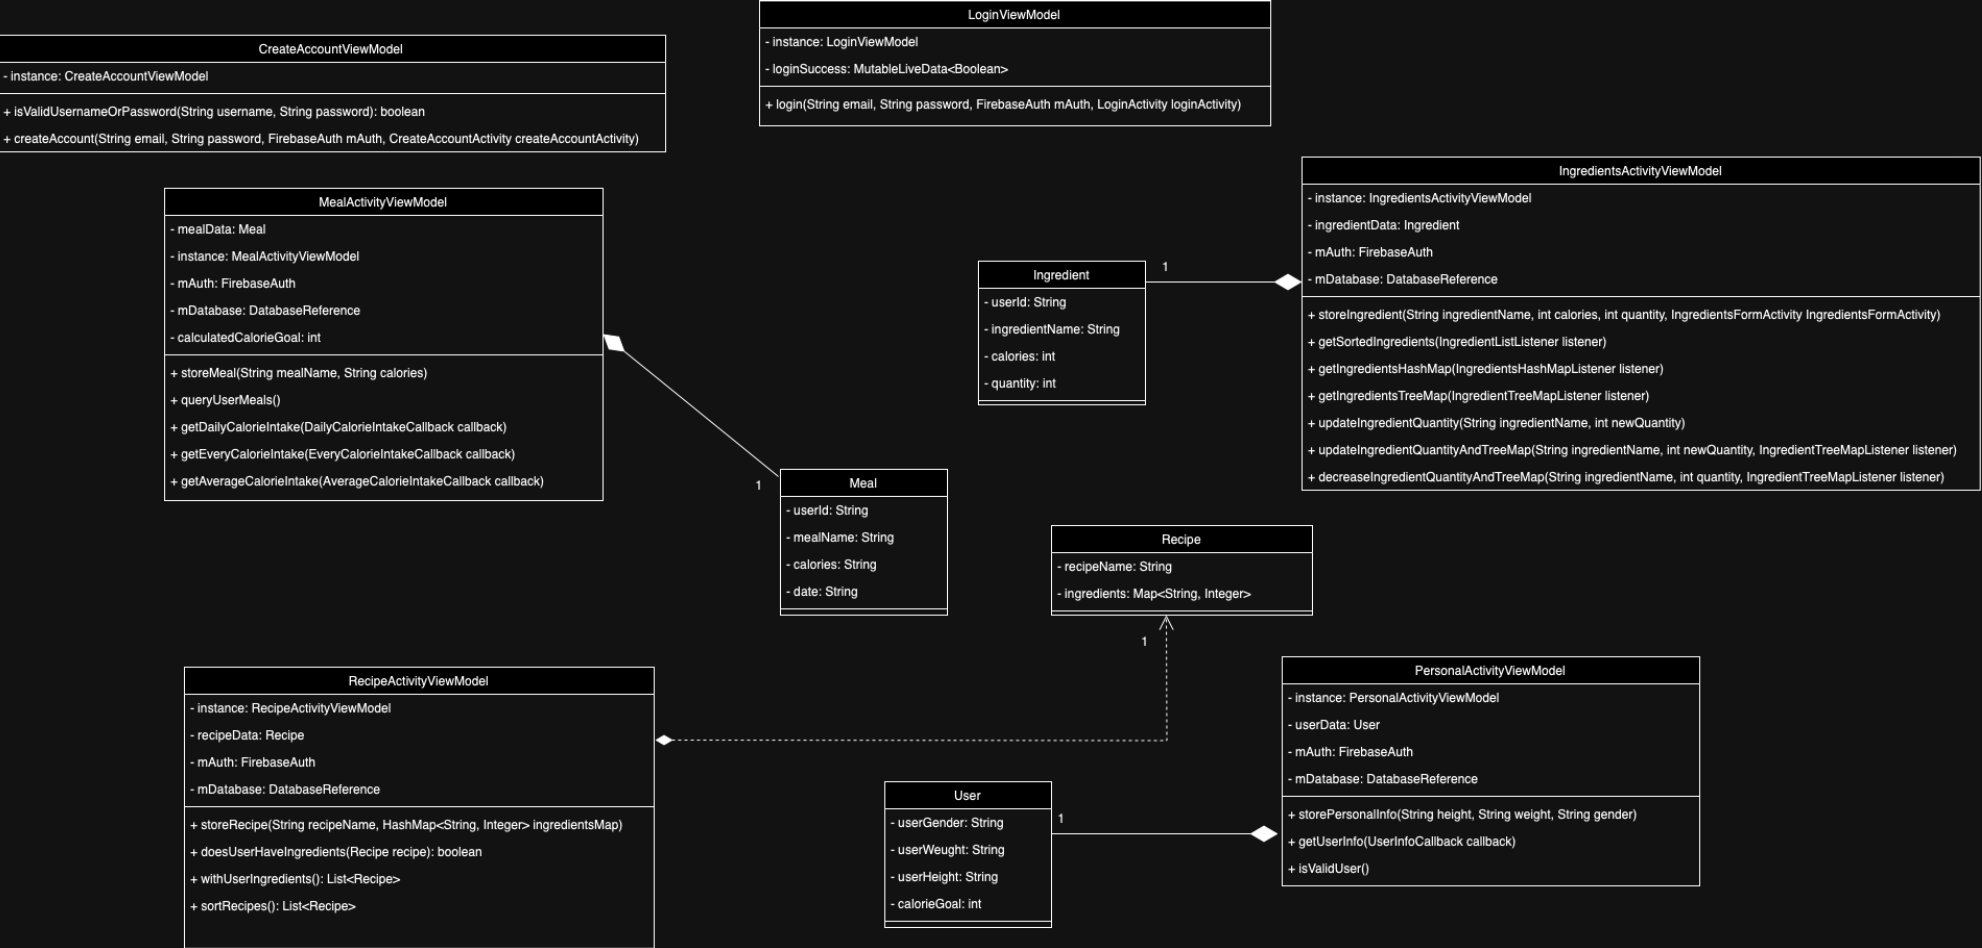 LoginViewModel
- instance: LoginViewModel
- loginSuccess: MutableLiveData<Boolean>
+ login(String email, String password, FirebaseAuth mAuth, LoginActivity loginActivity)
CreateAccountViewModel
- instance: CreateAccountViewModel
+ isValidUsernameOrPassword(String username, String password): boolean
+ createAccount(String email, String password, FirebaseAuth mAuth, CreateAccountActivity createAccountActivity)
MealActivityViewModel
- mealData: Meal
- instance: MealActivityViewModel
- mAuth: FirebaseAuth
- mDatabase: DatabaseReference
- calculatedCalorieGoal: int
+ storeMeal(String mealName, String calories)
+ queryUserMeals()
+ getDailyCalorieIntake(DailyCalorieIntakeCallback callback)
+ getEveryCalorieIntake(EveryCalorieIntakeCallback callback)
+ getAverageCalorieIntake(AverageCalorieIntakeCallback callback)
Ingredient
- userId: String
- ingredientName: String
- calories: int
- quantity: int
1
IngredientsActivityViewModel
- instance: IngredientsActivityViewModel
- ingredientData: Ingredient
- mAuth: FirebaseAuth
- mDatabase: DatabaseReference
+ storeIngredient(String ingredientName, int calories, int quantity, IngredientsFormActivity IngredientsFormActivity)
+ getSortedIngredients(IngredientListListener listener)
+ getIngredientsHashMap(IngredientsHashMapListener listener)
+ getIngredientsTreeMap(IngredientTreeMapListener listener)
+ updateIngredientQuantity(String ingredientName, int newQuantity)
+ updateIngredientQuantityAndTreeMap(String ingredientName, int newQuantity, IngredientTreeMapListener listener)
+ decreaseIngredientQuantityAndTreeMap(String ingredientName, int quantity, IngredientTreeMapListener listener)
1
Meal
- userId: String
- mealName: String
- calories: String
- date: String
Recipe
- recipeName: String
- ingredients: Map<String, Integer>
1
RecipeActivityViewModel
- instance: RecipeActivityViewModel
- recipeData: Recipe
- mAuth: FirebaseAuth
- mDatabase: DatabaseReference
+ storeRecipe(String recipeName, HashMap<String, Integer> ingredientsMap)
+ doesUserHaveIngredients(Recipe recipe): boolean
+ withUserIngredients(): List<Recipe>
+ sortRecipes(): List<Recipe>
User
- userGender: String
- userWeught: String
- userHeight: String
- calorieGoal: int
1
PersonalActivityViewModel
- instance: PersonalActivityViewModel
- userData: User
- mAuth: FirebaseAuth
- mDatabase: DatabaseReference
+ storePersonalInfo(String height, String weight, String gender)
+ getUserInfo(UserInfoCallback callback)
+ isValidUser()